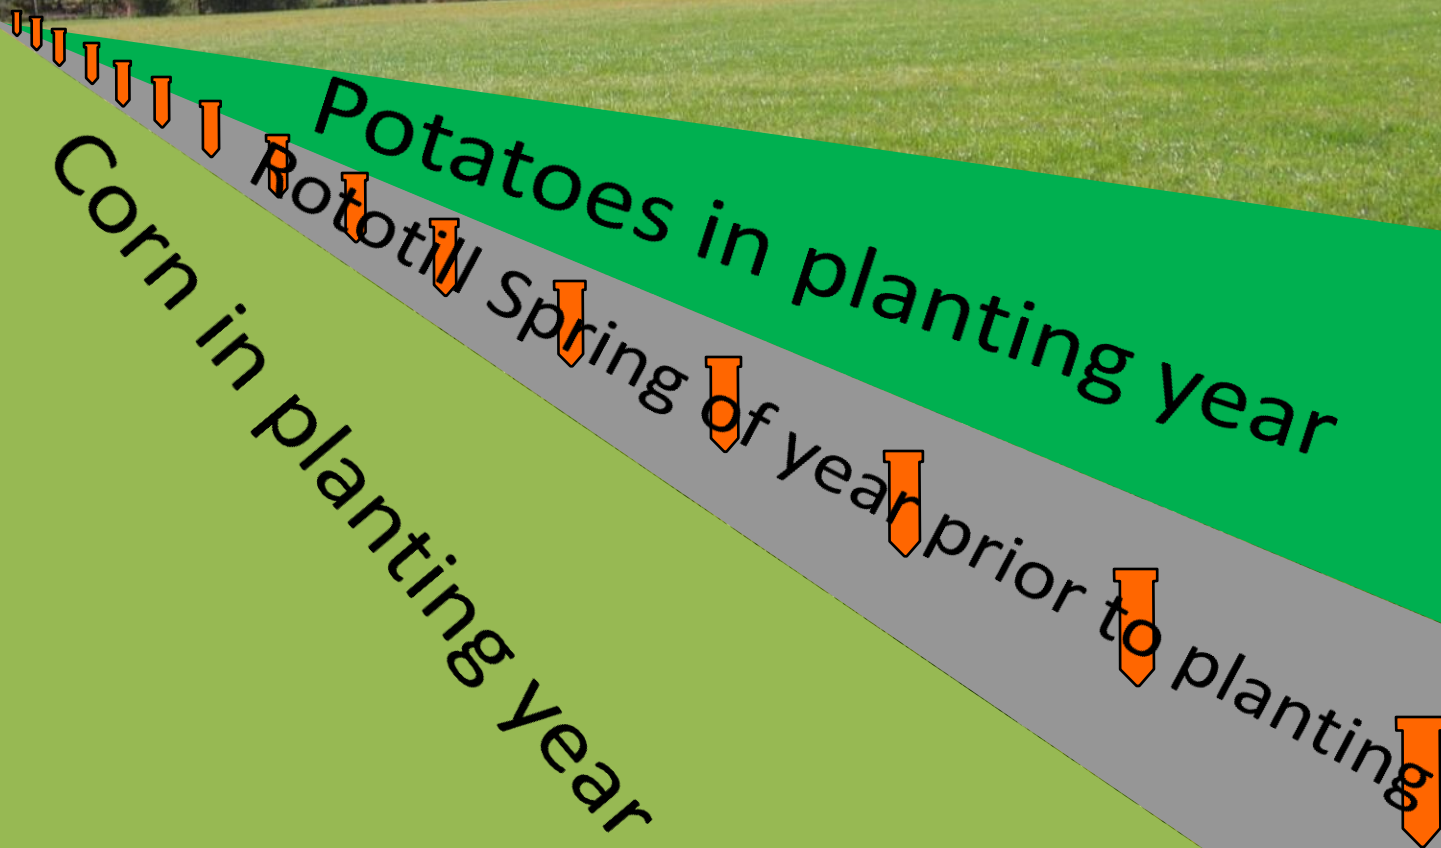 Potatoes in planting year
Rototill Spring of year prior to planting
Corn in planting year